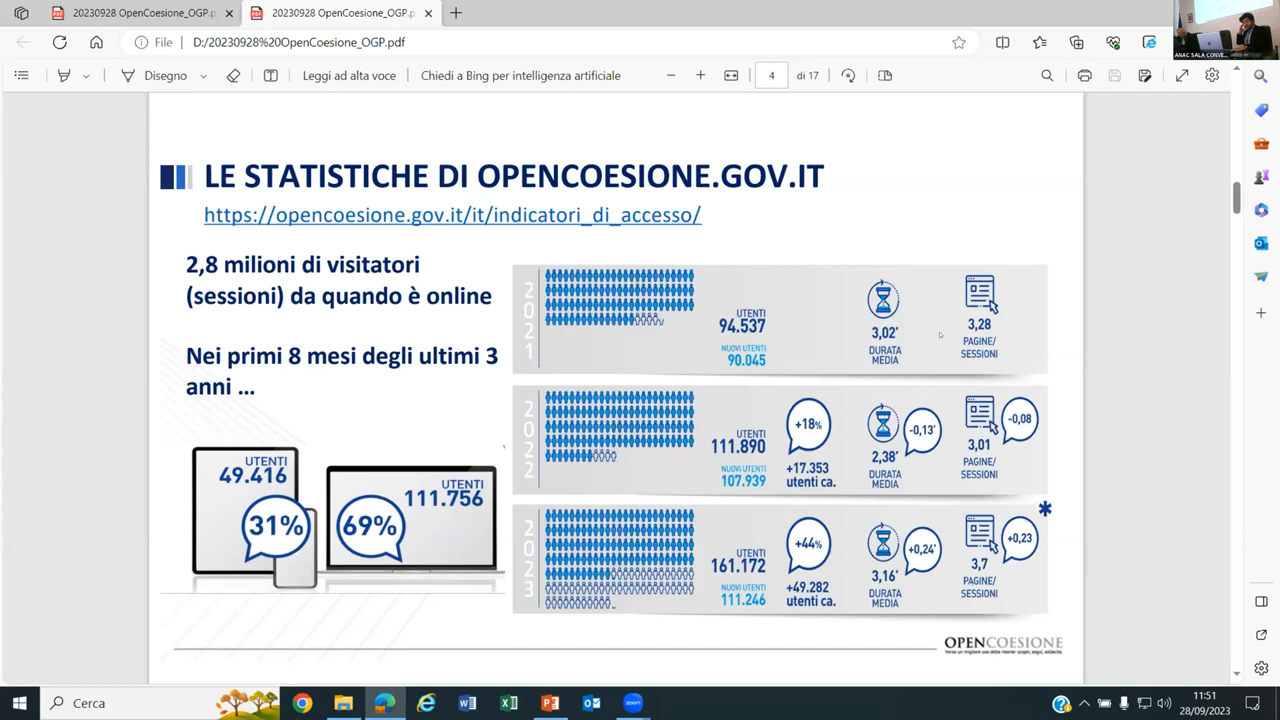 20230928 OpenCoesione_OGP.p
20230928 OpenCoesione_OGP.pdf
File
D:/20230928%20OpenCoesione_OGP.pdf
ANAC SALA CONVE...
Disegno
Leggi ad alta voce
Chiedi a Bing per intelligenza artificiale
4
di 17
LE STATISTICHE DI OPENCOESIONE.GOV.IT
https://opencoesione.gov.it/it/indicatori_di_accesso/
2,8 milioni di visitatori
(sessioni) da quando è online
Nei primi 8 mesi degli ultimi 3
anni ...
UTENTI
49.416
31%
UTENTI
111.756
69%
2021
UTENTI
94.537
NUOVI UTENTI
90.045
3,02'
DURATA
MEDIA
3,28
PAGINE/
SESSIONI
2022
UTENTI
111.890
NUOVI UTENTI
107.939
+18%
+17.353
utenti ca.
-0,13'
2,38'
DURATA
MEDIA
-0,08
3,01
PAGINE/
SESSIONI
*
2023
UTENTI
161.172
NUOVI UTENTI
111.246
+44%
+49.282
utenti ca.
+0,24'
3,16'
DURATA
MEDIA
+0,23
3,7
PAGINE/
SESSIONI
OPENCOESIONE
Cerca
zoom
11:51
28/09/2023